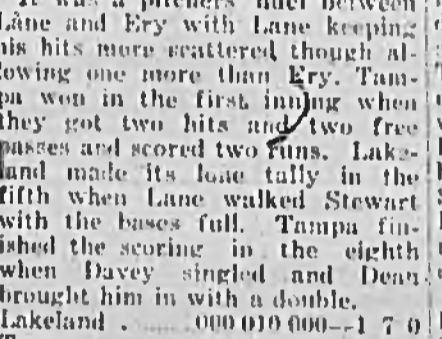 It was a pitchers' duel between
Lane and Ery with Lane keeping
his hits more scattered though al-
lowing one more than Ery. Tam-
pa won in the first inning when
they got two hits and two free
passes and scored two runs. Lake-
land made its lone tally in the
fifth when Lane walked Stewart
with the bases full. Tampa fin-
ished the scoring in the eighth
when Davey singled and Dean
brought him in with a double.
Lakeland . ...... 000 010 000--1 7 0